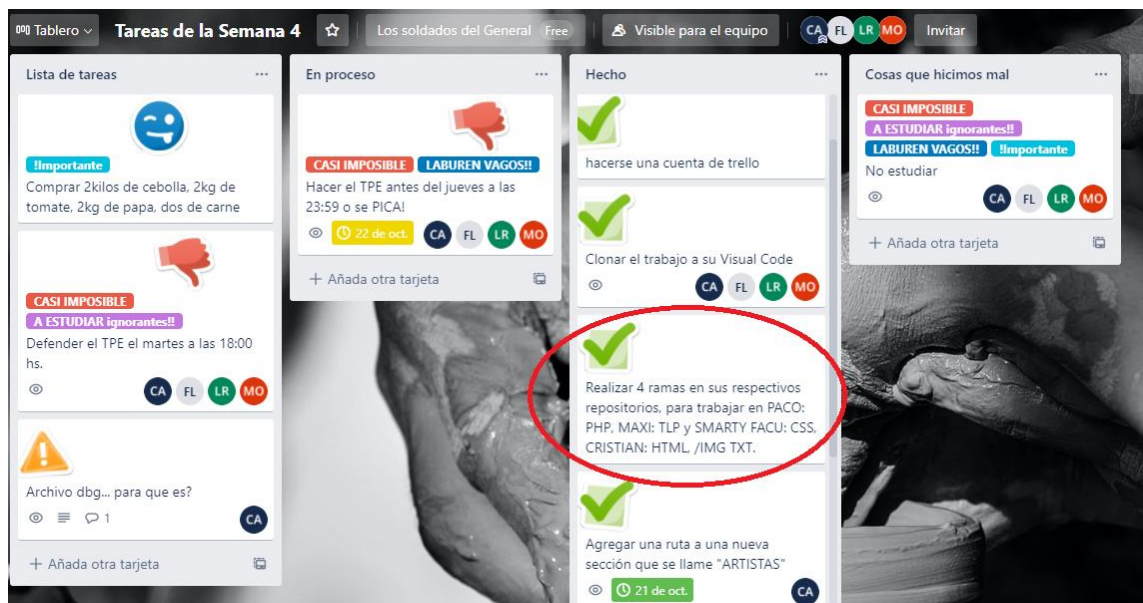 Tablero
Tareas de la Semana 4
Los soldados del General Free
Visible para el equipo
CA FL LR MO
Invitar
Lista de tareas
!Importante
Comprar 2kilos de cebolla, 2kg de
tomate, 2kg de papa, dos de carne
CASI IMPOSIBLE
A ESTUDIAR ignorantes!!
Defender el TPE el martes a las 18:00
hs.
CA FL LR MO
Archivo dbg... para que es?
1
CA
+ Añada otra tarjeta
En proceso
CASI IMPOSIBLE LABUREN VAGOS!!
Hacer el TPE antes del jueves a las
23:59 o se PICA!
22 de oct. CA FL LR MO
+ Añada otra tarjeta
Hecho
hacerse una cuenta de trello
Clonar el trabajo a su Visual Code
CA FL LR MO
Realizar 4 ramas en sus respectivos
repositorios, para trabajar en PACO:
PHP, MAXI: TLP y SMARTY FACU: CSS,
CRISTIAN: HTML, /IMG TXT.
Agregar una ruta a una nueva
sección que se llame "ARTISTAS"
21 de oct. CA
Cosas que hicimos mal
CASI IMPOSIBLE
A ESTUDIAR ignorantes!!
LABUREN VAGOS!! !Importante
No estudiar
CA FL LR MO
+ Añada otra tarjeta